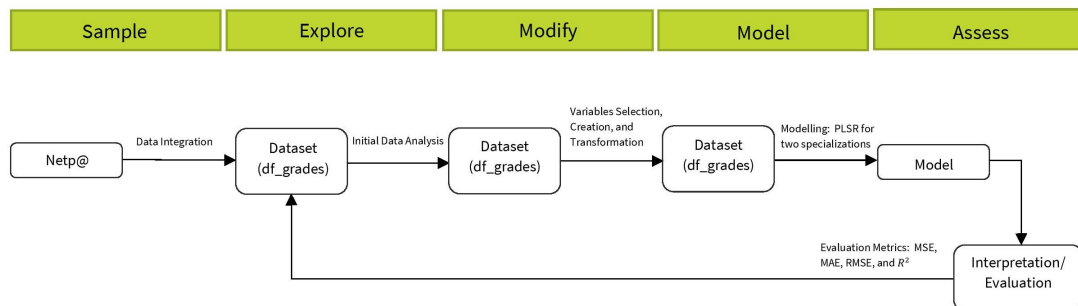 Sample
Explore
Modify
Model
Assess
Netp@
Data Integration
Dataset
(df_grades)
Initial Data Analysis
Dataset
(df_grades)
Variables Selection,
Creation, and
Transformation
Dataset
(df_grades)
Modelling: PLSR for
two specializations
Model
Evaluation Metrics: MSE,
MAE, RMSE, and R²
Interpretation/
Evaluation